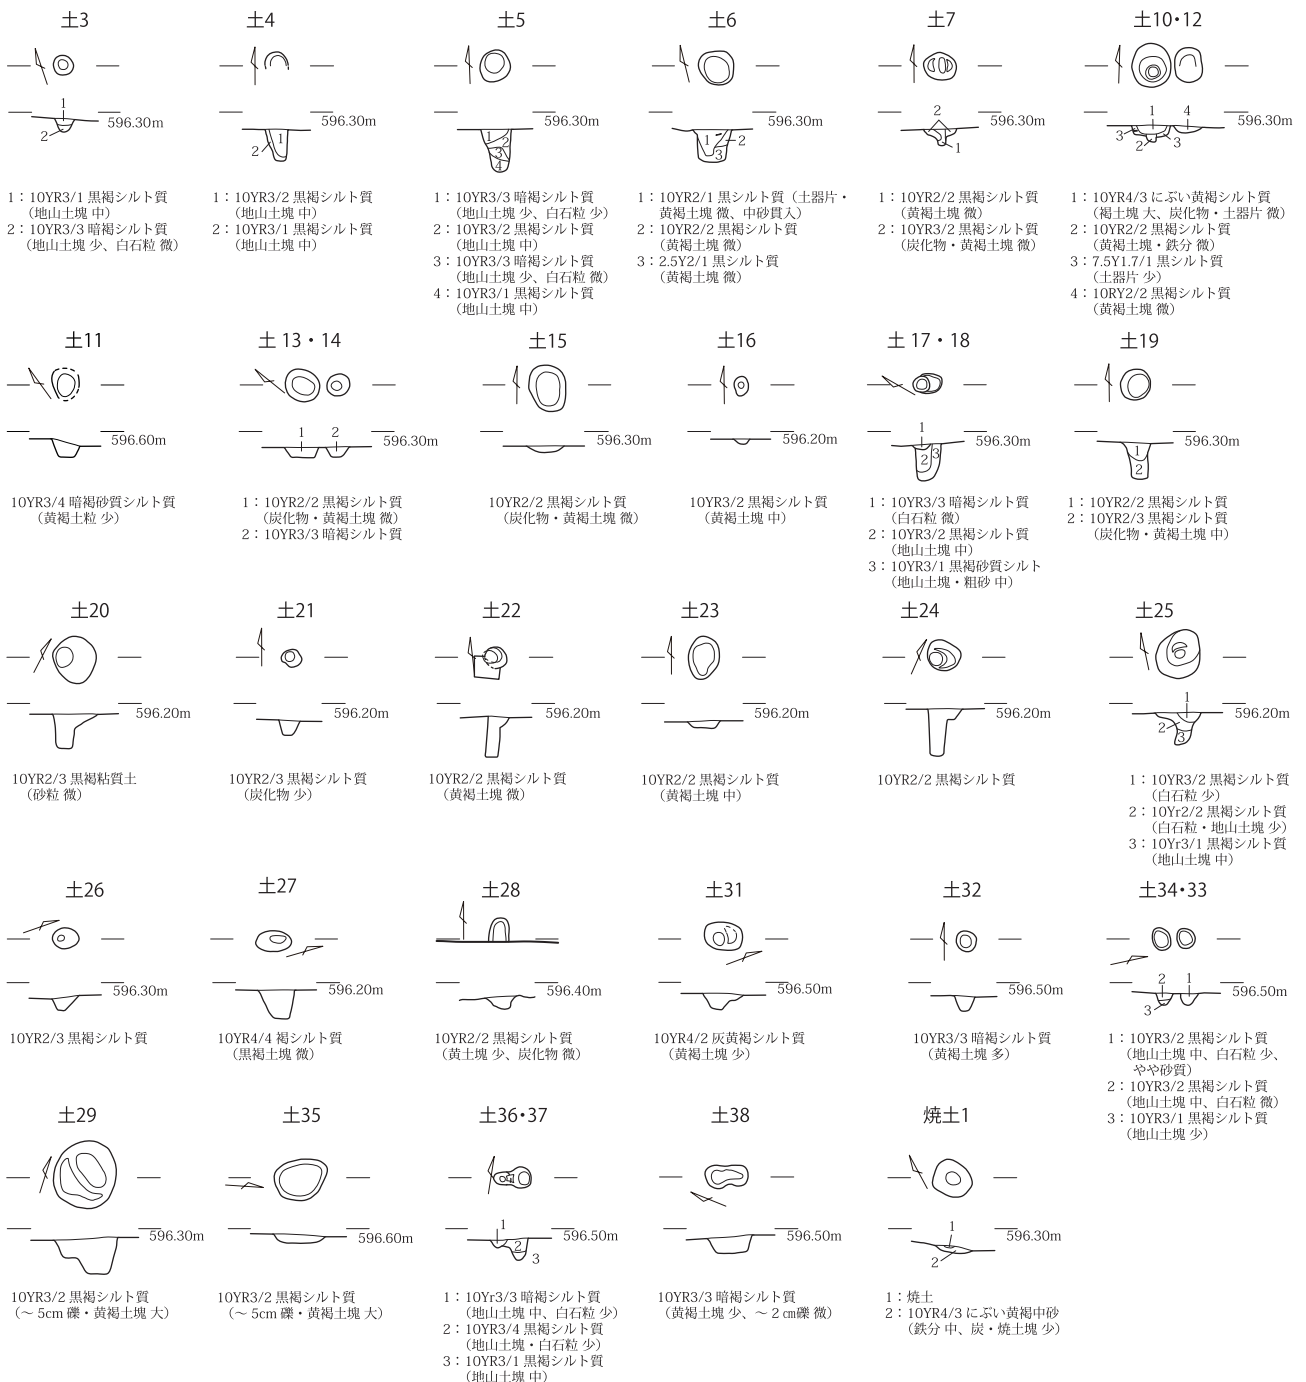 土3
1
2
596.30m
1：10YR3/1 黒褐シルト質
（地山土塊 中）
2：10YR3/3 暗褐シルト質
（地山土塊 少、白石粒 微）
土4
1
2
596.30m
1：10YR3/2 黒褐シルト質
（地山土塊 中）
2：10YR3/1 黒褐シルト質
（地山土塊 中）
土5
1
2
3
4
596.30m
1：10YR3/3 暗褐シルト質
（地山土塊 少、白石粒 少）
2：10YR3/2 黒褐シルト質
（地山土塊 中）
3：10YR3/3 暗褐シルト質
（地山土塊 少、白石粒 微）
4：10YR3/1 黒褐シルト質
（地山土塊 中）
土6
1
2
3
596.30m
1：10YR2/1 黒シルト質（土器片・
黄褐土塊 微、中砂貫入）
2：10YR2/2 黒褐シルト質
（黄褐土塊 微）
3：2.5Y2/1 黒シルト質
（黄褐土塊 微）
土7
2
1
596.30m
1：10YR2/2 黒褐シルト質
（黄褐土塊 微）
2：10YR3/2 黒褐シルト質
（炭化物・黄褐土塊 微）
土10・12
1
4
3
2
3
596.30m
1：10YR4/3 にぶい黄褐シルト質
（褐土塊 大、炭化物・土器片 微）
2：10YR2/2 黒褐シルト質
（黄褐土塊・鉄分 微）
3：7.5Y1.7/1 黒シルト質
（土器片 少）
4：10RY2/2 黒褐シルト質
（黄褐土塊 微）
土11
596.60m
10YR3/4 暗褐砂質シルト質
（黄褐土粒 少）
土 13・14
1
2
596.30m
1：10YR2/2 黒褐シルト質
（炭化物・黄褐土塊 微）
2：10YR3/3 暗褐シルト質
土15
596.30m
10YR2/2 黒褐シルト質
（炭化物・黄褐土塊 微）
土16
596.20m
10YR3/2 黒褐シルト質
（黄褐土塊 中）
土 17・18
1
2
3
596.30m
1：10YR3/3 暗褐シルト質
（白石粒 微）
2：10YR3/2 黒褐シルト質
（地山土塊 中）
3：10YR3/1 黒褐砂質シルト
（地山土塊・粗砂 中）
土19
1
2
596.30m
1：10YR2/2 黒褐シルト質
2：10YR2/3 黒褐シルト質
（炭化物・黄褐土塊 中）
土20
596.20m
10YR2/3 黒褐粘質土
（砂粒 微）
土21
596.20m
10YR2/3 黒褐シルト質
（炭化物 少）
土22
596.20m
10YR2/2 黒褐シルト質
（黄褐土塊 微）
土23
596.20m
10YR2/2 黒褐シルト質
（黄褐土塊 中）
土24
596.20m
10YR2/2 黒褐シルト質
土25
1
2
3
596.20m
1：10YR3/2 黒褐シルト質
（白石粒 少）
2：10Yr2/2 黒褐シルト質
（白石粒・地山土塊 少）
3：10Yr3/1 黒褐シルト質
（地山土塊 中）
土26
596.30m
10YR2/3 黒褐シルト質
土27
596.20m
10YR4/4 褐シルト質
（黒褐土塊 微）
土28
596.40m
10YR2/2 黒褐シルト質
（黄土塊 少、炭化物 微）
土31
596.50m
10YR4/2 灰黄褐シルト質
（黄褐土塊 少）
土32
596.50m
10YR3/3 暗褐シルト質
（黄褐土塊 多）
土34・33
2
1
3
596.50m
1：10YR3/2 黒褐シルト質
（地山土塊 中、白石粒 少、
やや砂質）
2：10YR3/2 黒褐シルト質
（地山土塊 中、白石粒 微）
3：10YR3/1 黒褐シルト質
（地山土塊 少）
土29
596.30m
10YR3/2 黒褐シルト質
（～ 5cm 礫・黄褐土塊 大）
土35
596.60m
10YR3/2 黒褐シルト質
（～ 5cm 礫・黄褐土塊 大）
土36・37
1
2
3
596.50m
1：10Yr3/3 暗褐シルト質
（地山土塊 中、白石粒 少）
2：10YR3/4 黒褐シルト質
（地山土塊・白石粒 少）
3：10YR3/1 黒褐シルト質
（地山土塊 中）
土38
596.50m
10YR3/3 暗褐シルト質
（黄褐土塊 少、～ 2 ㎝礫 微）
焼土1
1
2
596.30m
1：焼土
2：10YR4/3 にぶい黄褐中砂
（鉄分 中、炭・焼土塊 少）